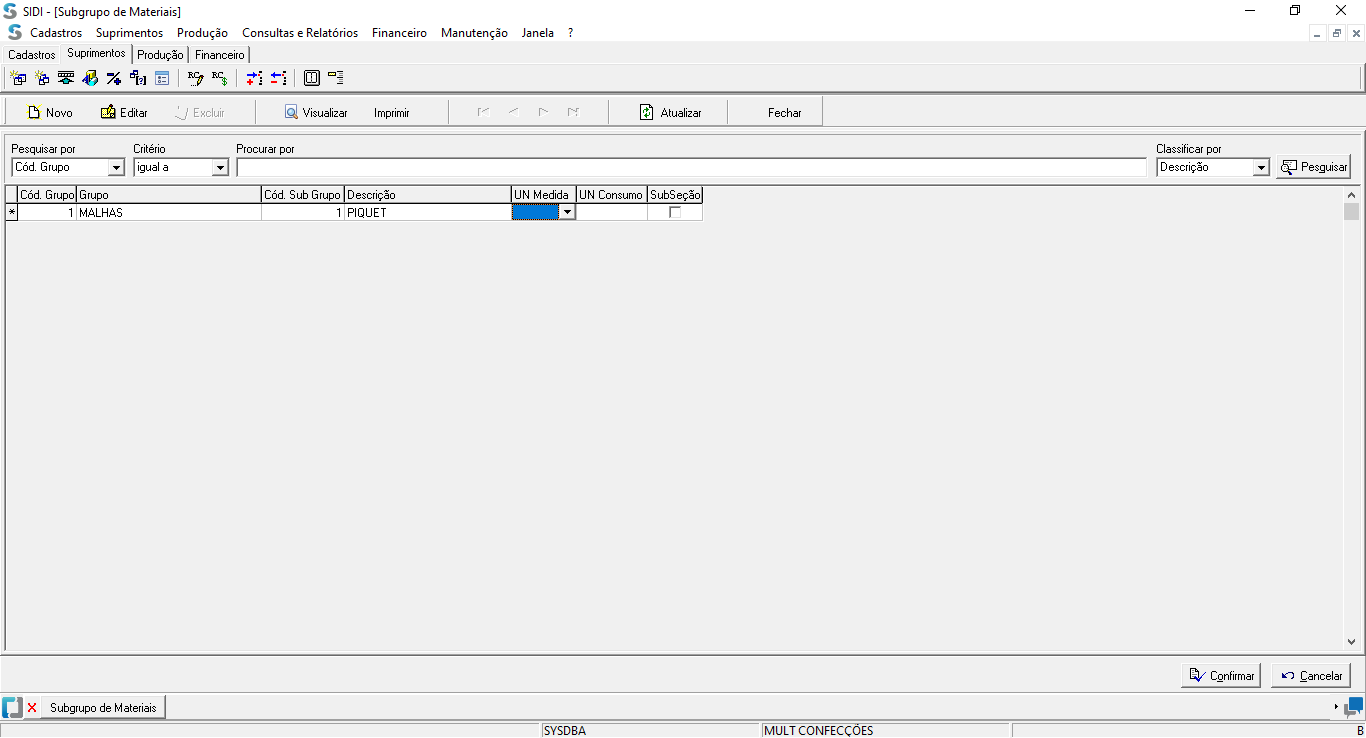 SIDI - [Subgrupo de Materiais]
Cadastros Suprimentos Produção Consultas e Relatórios Financeiro Manutenção Janela ?
Cadastros Suprimentos Produção Financeiro
Novo Editar Excluir Visualizar Imprimir Atualizar Fechar
Pesquisar por Critério Procurar por Classificar por
Cód. Grupo igual a Descrição Pesquisar
Cód. Grupo Grupo Cód. Sub Grupo Descrição UN Medida UN Consumo SubSeção
* 1 MALHAS 1 PIQUET
Confirmar Cancelar
Subgrupo de Materiais
SYSDBA MULT CONFECÇÕES B